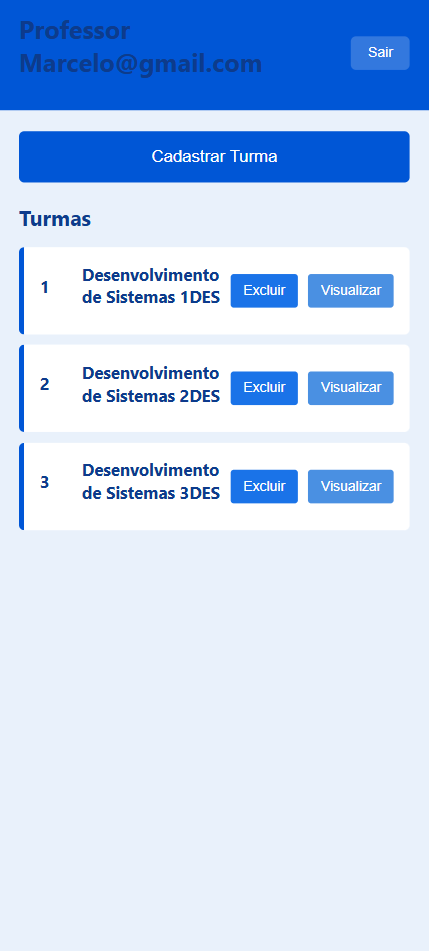 Professor
Marcelo@gmail.com
Sair
Cadastrar Turma
Turmas
1
Desenvolvimento
de Sistemas 1DES
Excluir
Visualizar
2
Desenvolvimento
de Sistemas 2DES
Excluir
Visualizar
3
Desenvolvimento
de Sistemas 3DES
Excluir
Visualizar